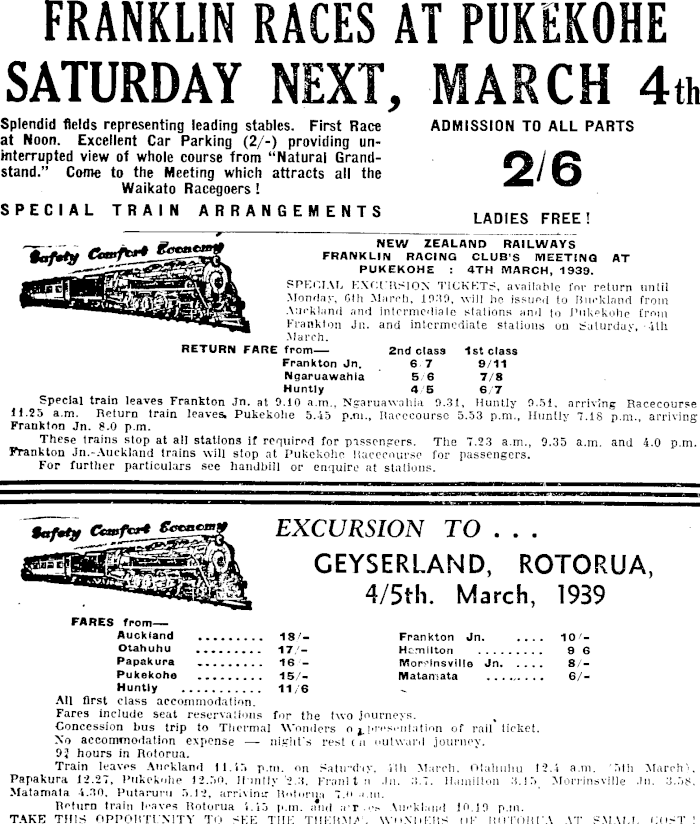 FRANKLIN RACES AT PUKEKOHE
SATURDAY NEXT, MARCH 4th
Splendid fields representing leading stables. First Race
at Noon. Excellent Car Parking (2/-) providing un-
interrupted view of whole course from "Natural Grand-
stand." Come to the Meeting which attracts all the
Waikato Racegoers!
SPECIAL TRAIN ARRANGEMENTS
ADMISSION TO ALL PARTS
2/6
LADIES FREE!
Safety Comfort Economy
NEW ZEALAND RAILWAYS
FRANKLIN RACING CLUB'S MEETING AT
PUKEKOHE : 4TH MARCH, 1939.
SPECIAL EXCURSION TICKETS, available for return until
Monday, 6th March, 1939, will be issued to Buckland from
Auckland and intermediate stations and to Pukekohe from
Frankton Jn. and intermediate stations on Saturday, 4th
March.
RETURN FARE from— 2nd class 1st class
Frankton Jn. 6/7 9/11
Ngaruawahia 5/6 7/8
Huntly 4/5 6/7
Special train leaves Frankton Jn. at 9.10 a.m., Ngaruawahia 9.31, Huntly 9.51, arriving Racecourse
11.25 a.m. Return train leaves Pukekohe 5.45 p.m., Racecourse 5.53 p.m., Huntly 7.18 p.m., arriving
Frankton Jn. 8.0 p.m.
These trains stop at all stations if required for passengers. The 7.23 a.m., 9.35 a.m. and 4.0 p.m.
Frankton Jn.-Auckland trains will stop at Pukekohe Racecourse for passengers.
For further particulars see handbill or enquire at stations.
Safety Comfort Economy
EXCURSION TO ...
GEYSERLAND, ROTORUA,
4/5th. March, 1939
FARES from—
Auckland ......... 18/-
Otahuhu ......... 17/-
Papakura ......... 16/-
Pukekohe ......... 15/-
Huntly ........... 11/6
Frankton Jn. .... 10/-
Hamilton ......... 9 6
Morrinsville Jn. .... 8/-
Matamata ........ 6/-
All first class accommodation.
Fares include seat reservations for the two journeys.
Concession bus trip to Thermal Wonders on presentation of rail ticket.
No accommodation expense — night's rest on outward journey.
9¾ hours in Rotorua.
Train leaves Auckland 11.45 p.m. on Saturday, 4th March, Otahuhu 12.4 a.m. (5th March),
Papakura 12.27, Pukekohe 12.50, Huntly 2.3, Frankton Jn. 3.7, Hamilton 3.15, Morrinsville Jn. 3.58,
Matamata 4.30, Putaruru 5.12, arriving Rotorua 7.0 a.m.
Return train leaves Rotorua 4.45 p.m. and arrives Auckland 10.19 p.m.
TAKE THIS OPPORTUNITY TO SEE THE THERMAL WONDERS OF ROTORUA AT SMALL COST!